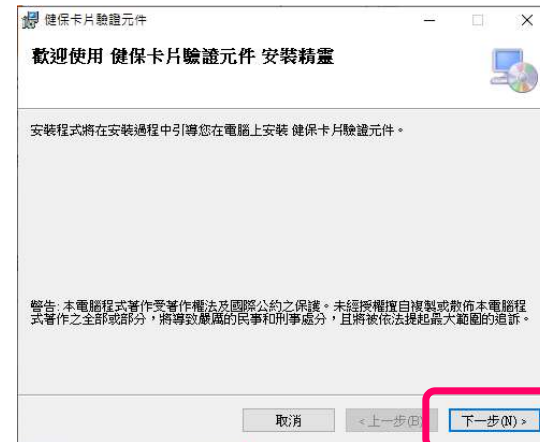 健保卡片驗證元件
歡迎使用 健保卡片驗證元件 安裝精靈
安裝程式將在安裝過程中引導您在電腦上安裝 健保卡片驗證元件。
警告: 本電腦程式著作受著作權法及國際公約之保護。未經授權擅自複製或散佈本電腦程
式著作之全部或部分，將導致嚴厲的民事和刑事處分，且將被依法提起最大範圍的追訴。
取消
<上一步(B)
下一步(N) >